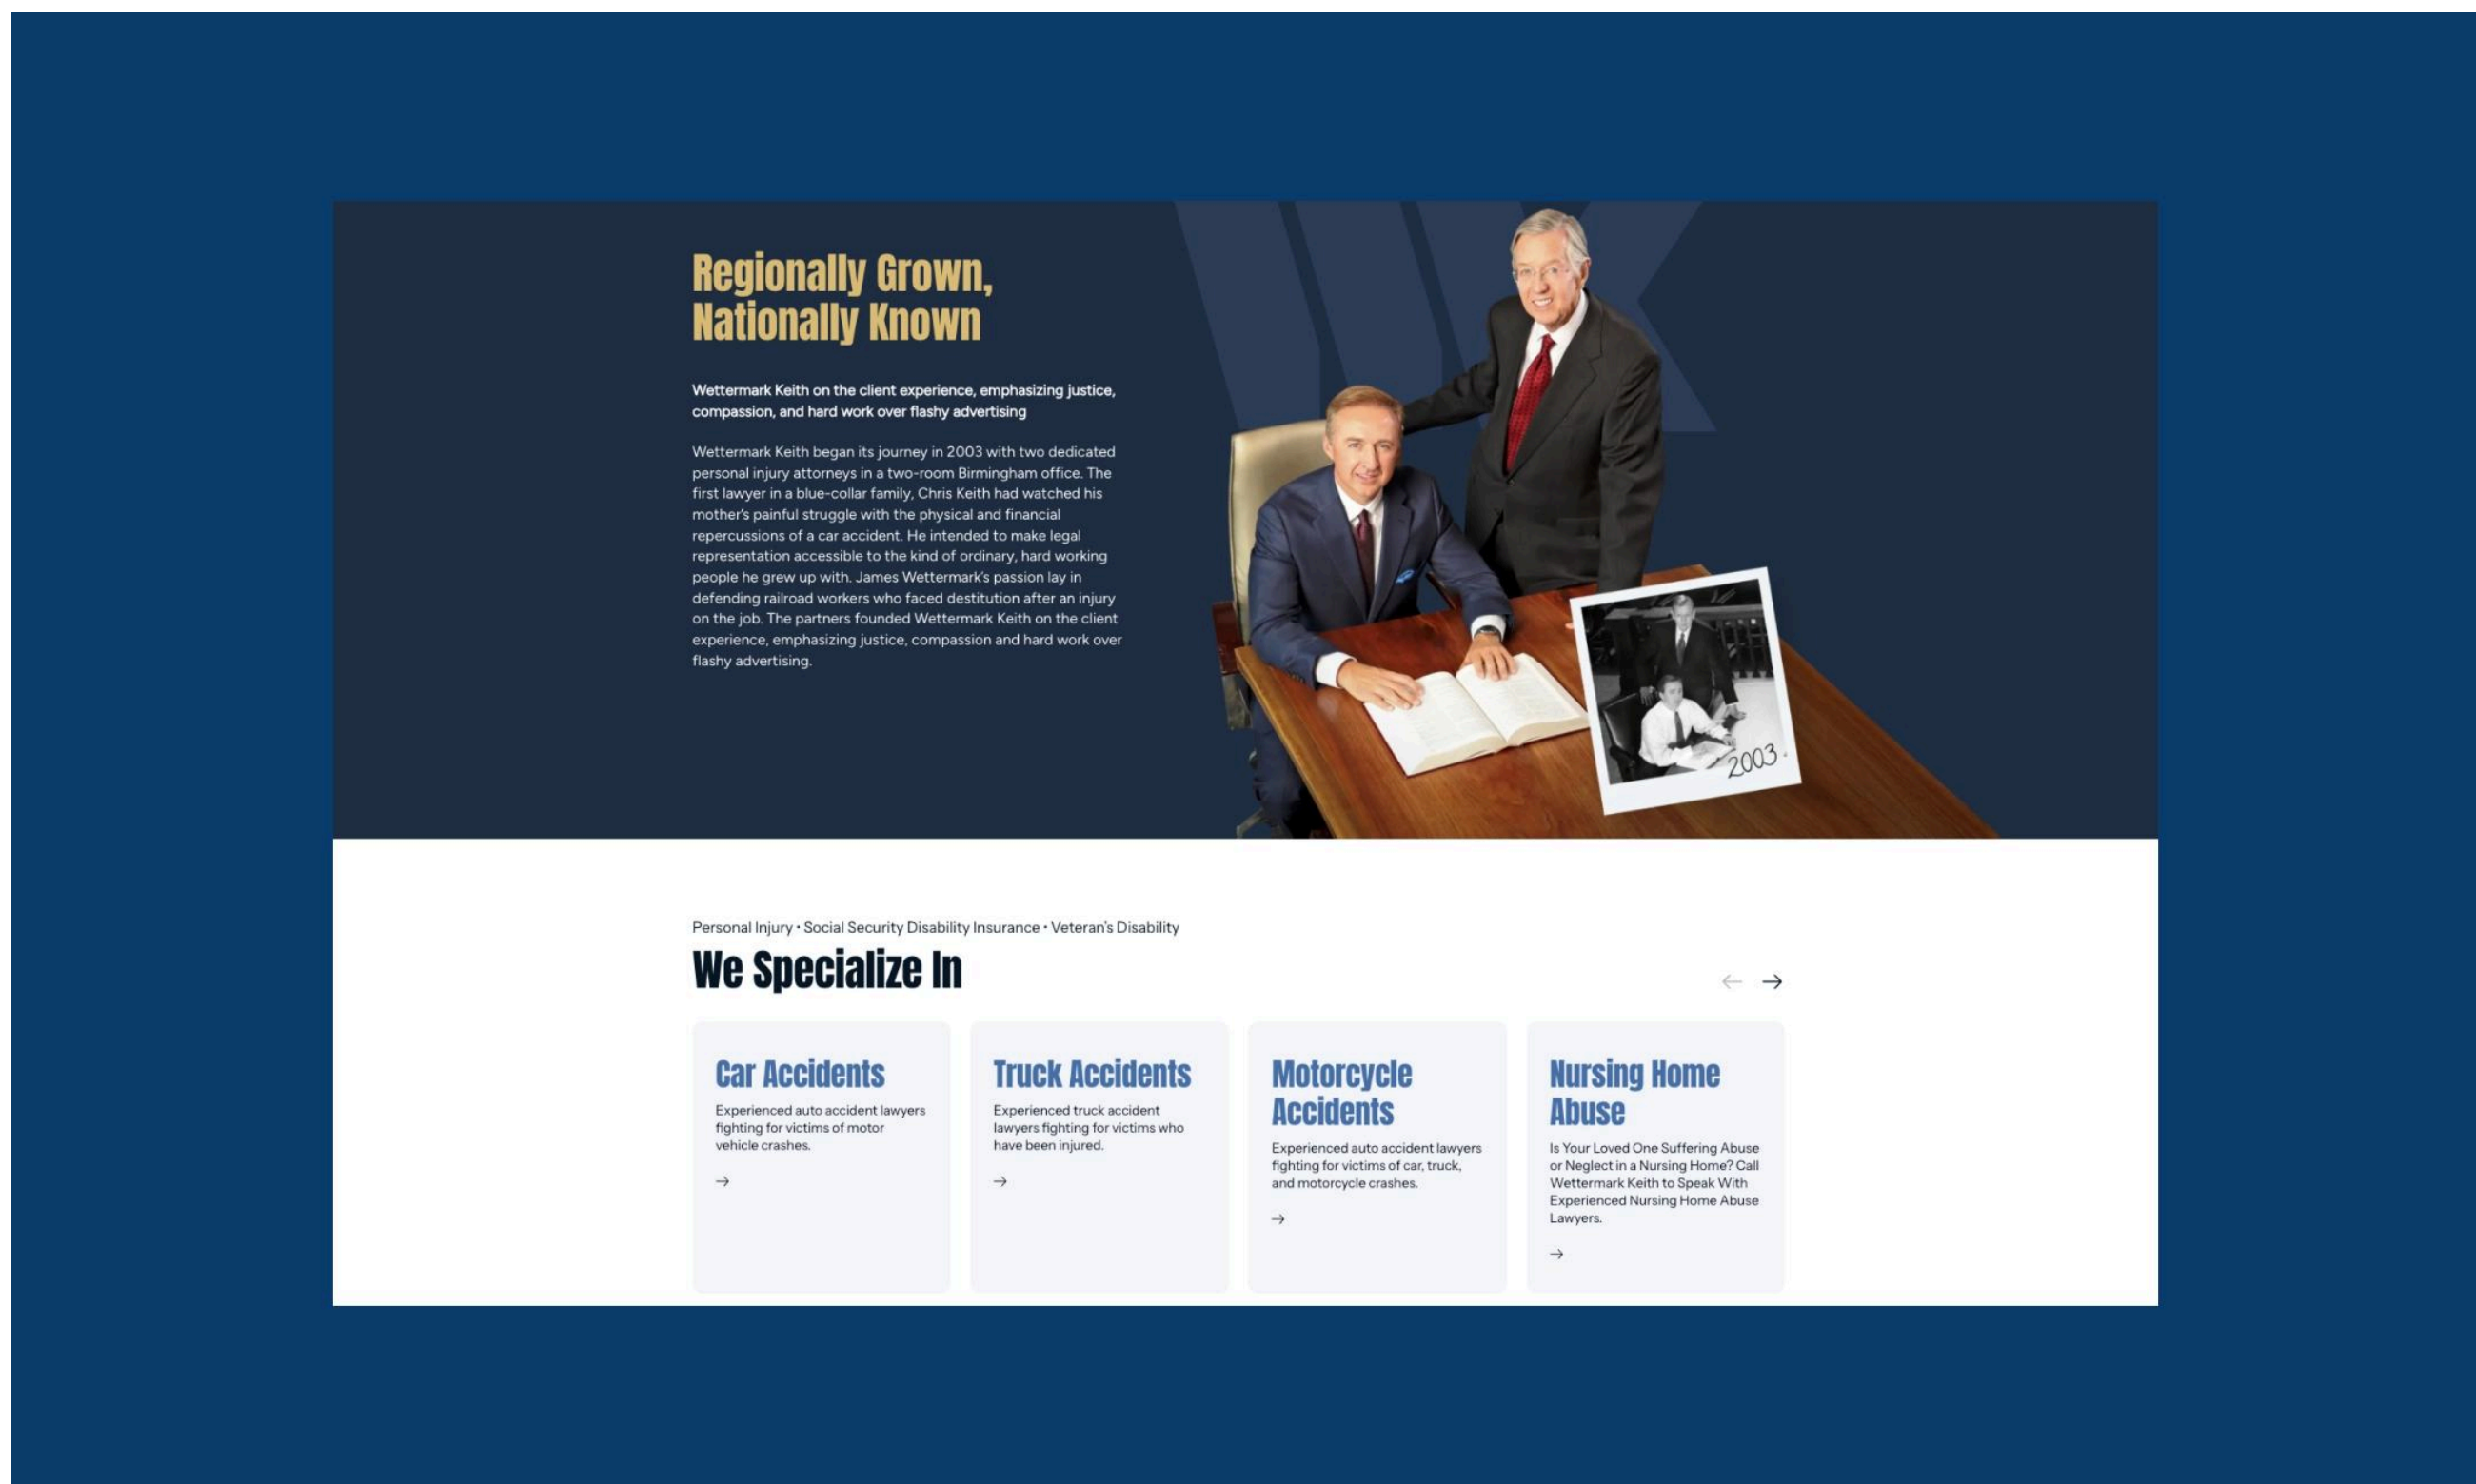 Regionally Grown,
Nationally Known
Wettermark Keith on the client experience, emphasizing justice,
compassion, and hard work over flashy advertising
Wettermark Keith began its journey in 2003 with two dedicated
personal injury attorneys in a two-room Birmingham office. The
first lawyer in a blue-collar family, Chris Keith had watched his
mother's painful struggle with the physical and financial
repercussions of a car accident. He intended to make legal
representation accessible to the kind of ordinary, hard working
people he grew up with. James Wettermark's passion lay in
defending railroad workers who faced destitution after an injury
on the job. The partners founded Wettermark Keith on the client
experience, emphasizing justice, compassion and hard work over
flashy advertising.
2003
Personal Injury • Social Security Disability Insurance • Veteran's Disability
We Specialize In
Car Accidents
Experienced auto accident lawyers
fighting for victims of motor
vehicle crashes.
Truck Accidents
Experienced truck accident
lawyers fighting for victims who
have been injured.
Motorcycle
Accidents
Experienced auto accident lawyers
fighting for victims of car, truck,
and motorcycle crashes.
Nursing Home
Abuse
Is Your Loved One Suffering Abuse
or Neglect in a Nursing Home? Call
Wettermark Keith to Speak With
Experienced Nursing Home Abuse
Lawyers.